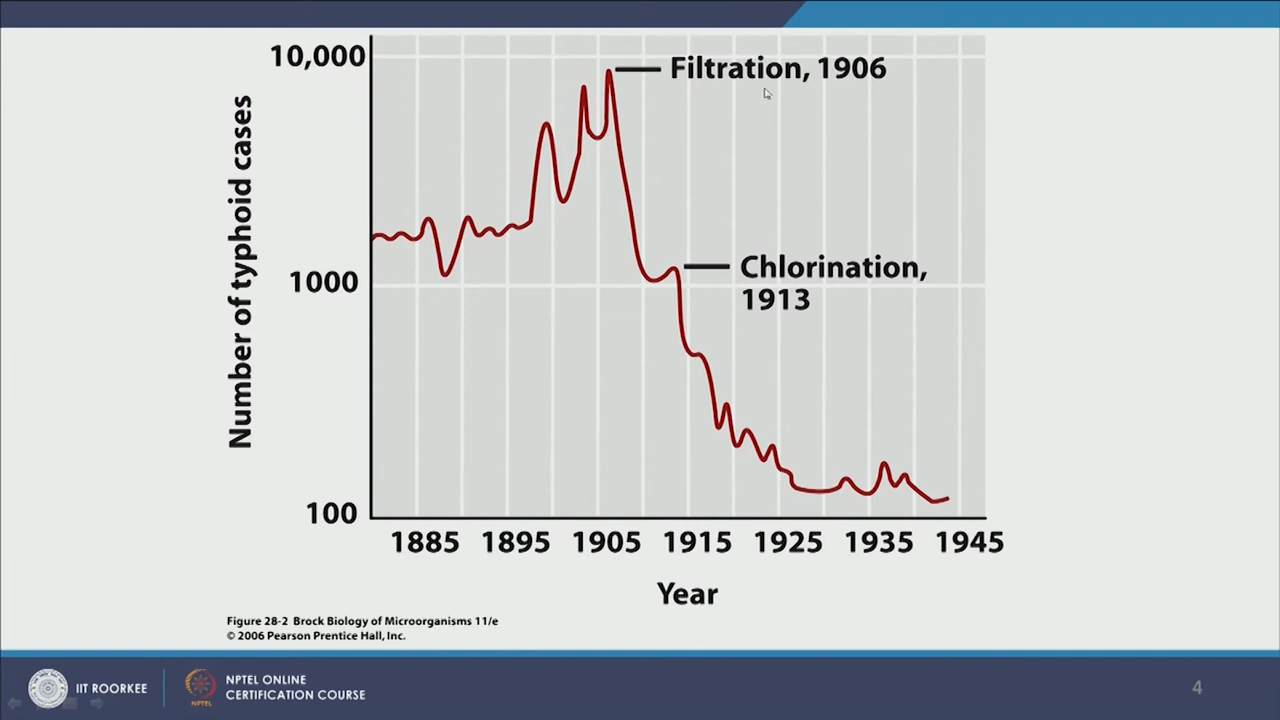 10,000
Filtration, 1906
Number of typhoid cases
1000
Chlorination,
1913
100
1885 1895 1905 1915 1925 1935 1945
Year
Figure 28-2 Brock Biology of Microorganisms 11/e
© 2006 Pearson Prentice Hall, Inc.
IIT ROORKEE
NPTEL
NPTEL ONLINE
CERTIFICATION COURSE
4